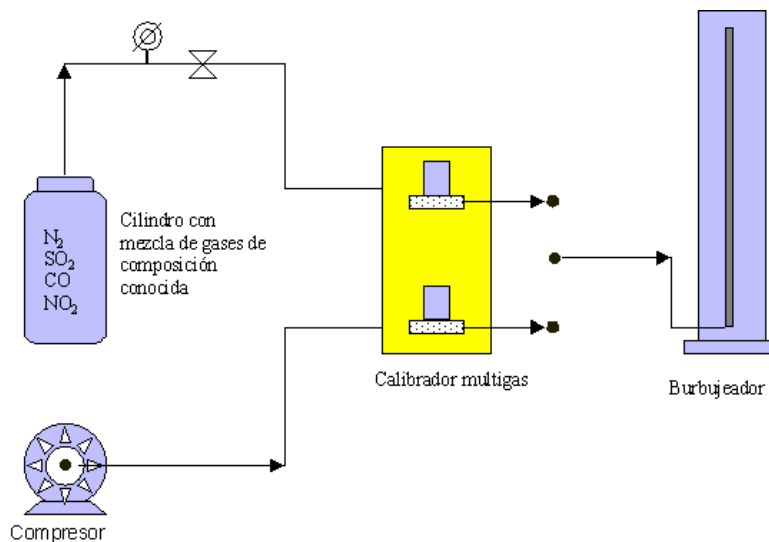 N2
SO2
CO
NO2
Cilindro con
mezcla de gases de
composición
conocida
Calibrador multigas
Burbujeador
Compresor